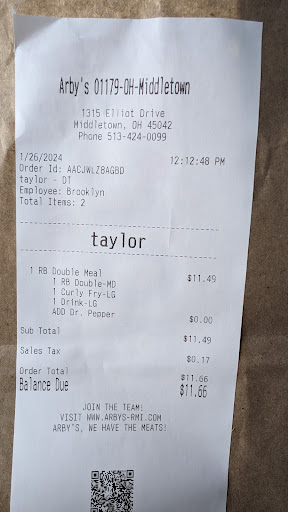 Arby's 01179-OH-Middletown
1315 Elliot Drive
Middletown, OH 45042
Phone 513-424-0099
1/26/2024 12:12:48 PM
Order Id: AACJWLZBAGBD
taylor - DT
Employee: Brooklyn
Total Items: 2
taylor
1 RB Double Meal $11.49
1 RB Double-MD
1 Curly Fry-LG
1 Drink-LG
ADD Dr. Pepper $0.00
Sub Total $11.49
Sales Tax $0.17
Order Total $11.66
Balance Due $11.66
JOIN THE TEAM!
VISIT WWW.ARBYS-RMI.COM
ARBY'S, WE HAVE THE MEATS!